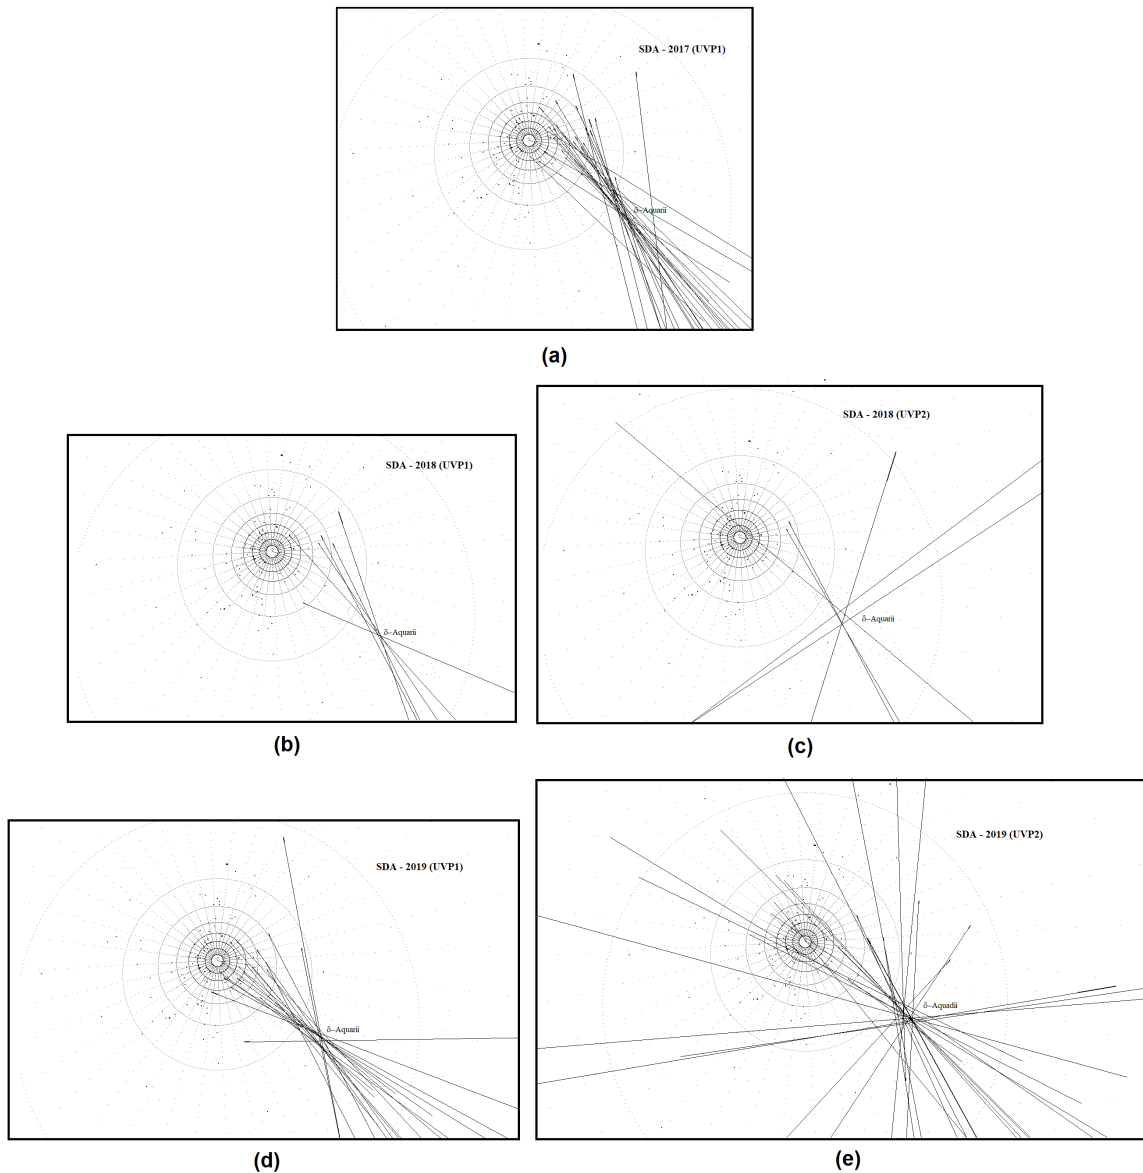 SDA - 2017 (UVP1)
δ–Aquarii
(a)
SDA - 2018 (UVP1)
δ–Aquarii
(b)
SDA - 2018 (UVP2)
δ–Aquarii
(c)
SDA - 2019 (UVP1)
δ–Aquarii
(d)
SDA - 2019 (UVP2)
δ–Aquadii
(e)